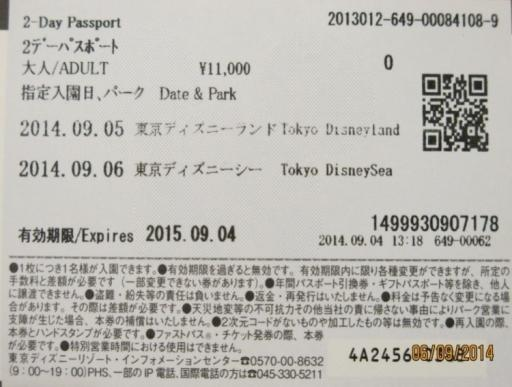 2-Day Passport 2013012-649-00084108-9
2デーパスポート
大人/ADULT ¥11,000 0
指定入園日、パーク Date & Park
2014.09.05 東京ディズニーランド Tokyo Disneyland
2014.09.06 東京ディズニーシー Tokyo DisneySea
1499930907178
有効期限/Expires 2015.09.04 2014.09.04 13:18 649-00062
●1枚につき1名様が入園できます。●有効期限を過ぎると無効です。有効期限内に限り各種変更ができますが、所定の
手数料と差額が必要です(一部変更できない券があります)。●年間パスポート引換券・ギフトパスポート等を除き、他人
に譲渡できません。●盗難・紛失等の責任は負いません。●返金・再発行はいたしません。●料金は予告なく変更になる場
合があります。その際は差額が必要です。●天災地変等の不可抗力その他当社の責に帰さない事由によりパーク営業に
支障が生じた場合、本券の補償はいたしません。●2次元コードがないものや加工したもの等は無効です。●再入園の際、
本券とハンドスタンプが必要です。●ファストパス・チケット発券の際、本券
が必要です。●特別営業時間における使用はできません。
東京ディズニーリゾート・インフォメーションセンター☎0570-00-8632
(9:00〜19:00)PHS、一部のIP電話、国際電話の方は☎045-330-5211
06/09/2014